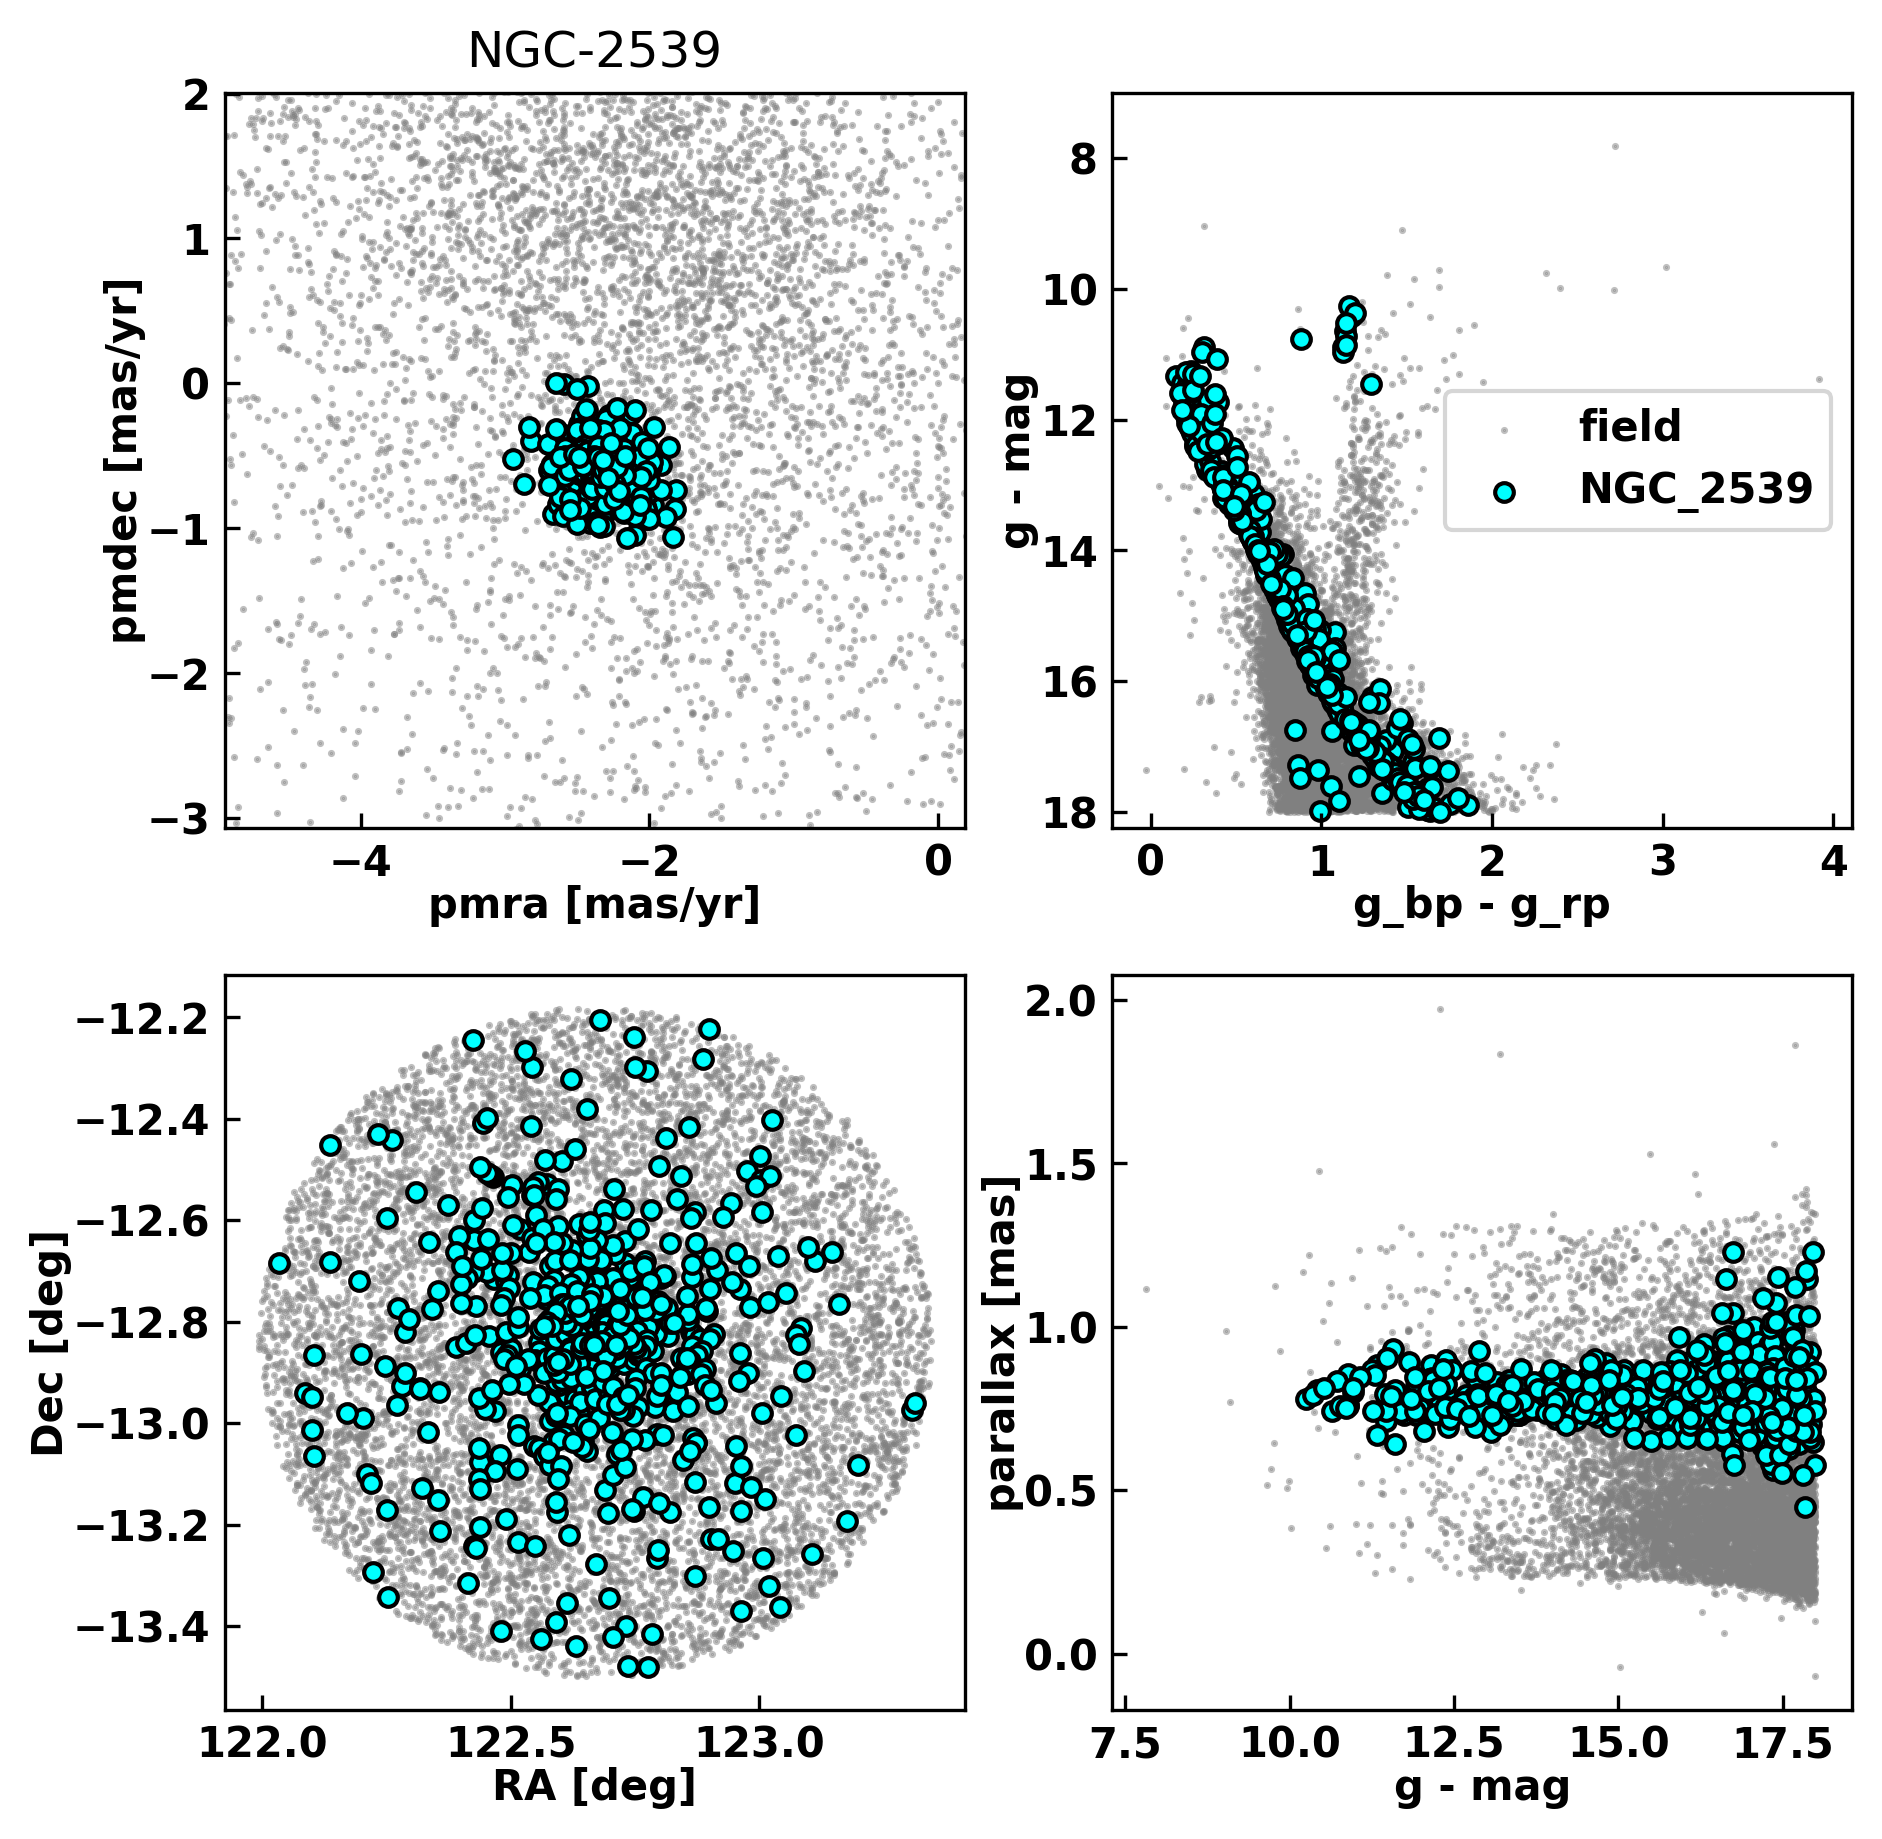 NGC-2539
2
1
0
−1
−2
−3
pmdec [mas/yr]
−4 −2 0
pmra [mas/yr]
8
10
12
14
16
18
g - mag
field
NGC_2539
0 1 2 3 4
g_bp - g_rp
−12.2
−12.4
−12.6
−12.8
−13.0
−13.2
−13.4
Dec [deg]
122.0 122.5 123.0
RA [deg]
2.0
1.5
1.0
0.5
0.0
parallax [mas]
7.5 10.0 12.5 15.0 17.5
g - mag